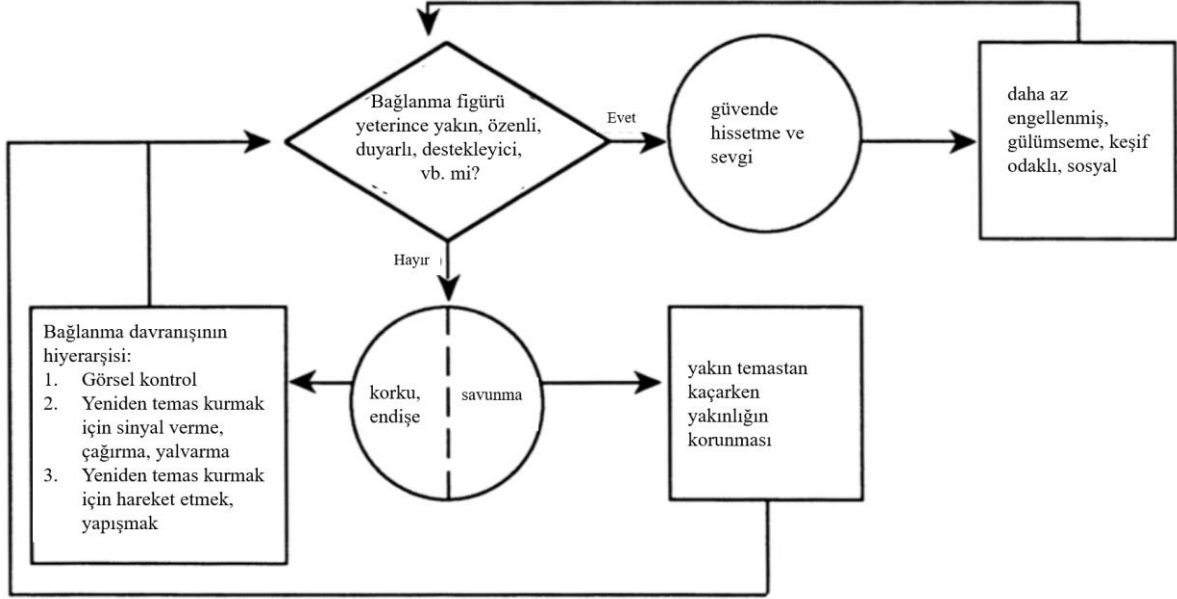 Bağlanma figürü
yeterince yakın, özenli,
duyarlı, destekleyici,
vb. mi?
Evet
güvende
hissetme ve
sevgi
daha az
engellenmiş,
gülümseme, keşif
odaklı, sosyal
Hayır
Bağlanma davranışının
hiyerarşisi:
1. Görsel kontrol
2. Yeniden temas kurmak
için sinyal verme,
çağırma, yalvarma
3. Yeniden temas kurmak
için hareket etmek,
yapışmak
korku,
endişe
savunma
yakın temastan
kaçarken
yakınlığın
korunması